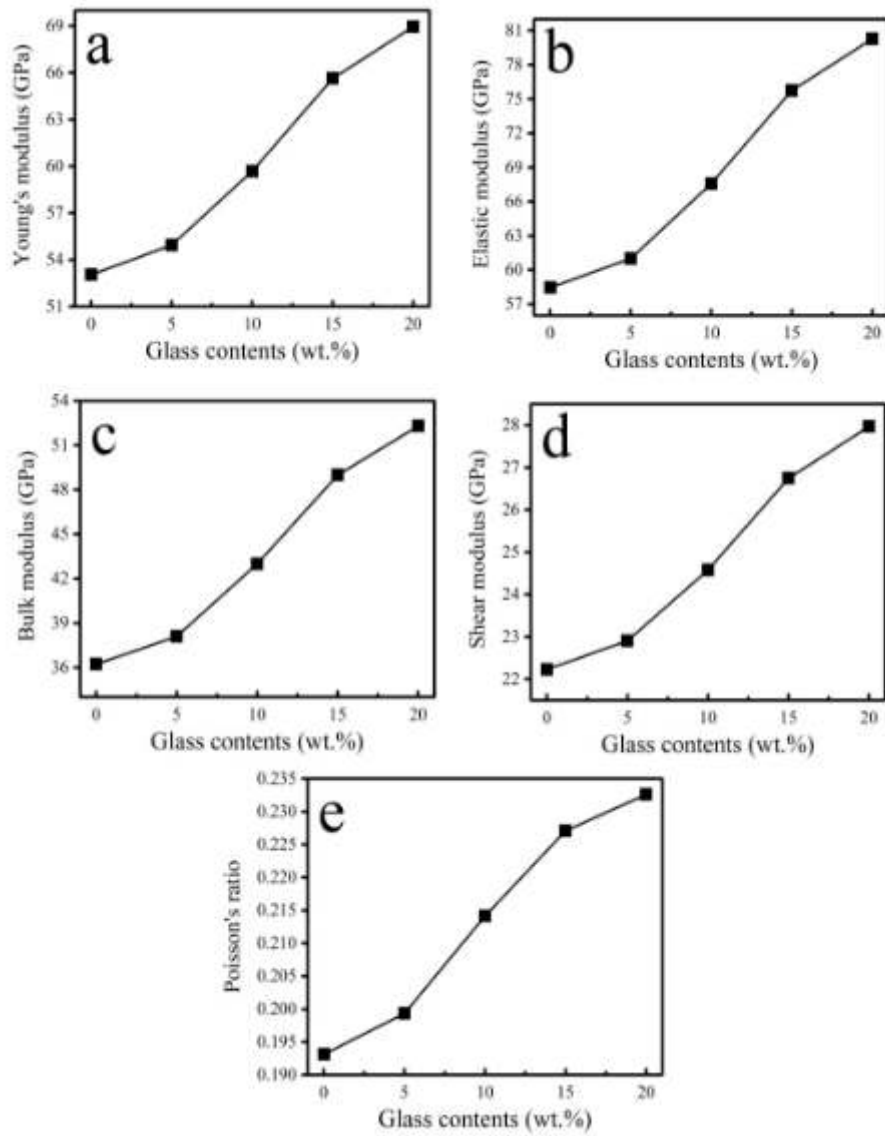 a
Young's modulus (GPa)
69
66
63
60
57
54
51
0 5 10 15 20
Glass contents (wt.%)
b
Elastic modulus (GPa)
81
78
75
72
69
66
63
60
57
0 5 10 15 20
Glass contents (wt.%)
c
Bulk modulus (GPa)
54
51
48
45
42
39
36
0 5 10 15 20
Glass contents (wt.%)
d
Shear modulus (GPa)
28
27
26
25
24
23
22
0 5 10 15 20
Glass contents (wt.%)
e
Poisson's ratio
0.235
0.230
0.225
0.220
0.215
0.210
0.205
0.200
0.195
0.190
0 5 10 15 20
Glass contents (wt.%)